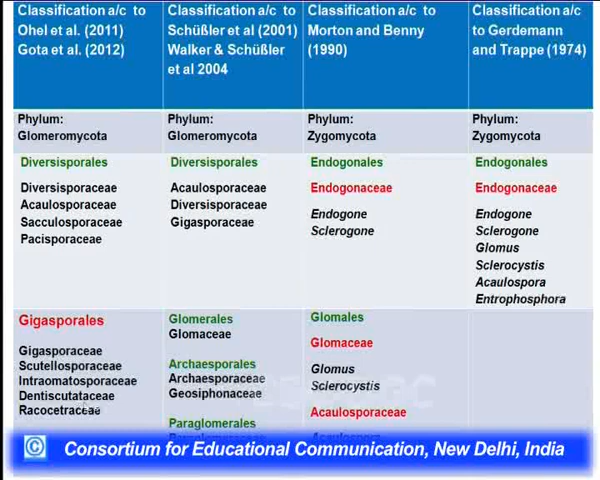 Classification a/c to
Ohel et al. (2011)
Gota et al. (2012)
Classification a/c to
Schüßler et al (2001)
Walker & Schüßler
et al 2004
Classification a/c to
Morton and Benny
(1990)
Classification a/c
to Gerdemann
and Trappe (1974)
Phylum:
Glomeromycota
Phylum:
Glomeromycota
Phylum:
Zygomycota
Phylum:
Zygomycota
Diversisporales
Diversisporaceae
Acaulosporaceae
Sacculosporaceae
Pacisporaceae
Diversisporales
Acaulosporaceae
Diversisporaceae
Gigasporaceae
Endogonales
Endogonaceae
Endogone
Sclerogone
Endogonales
Endogonaceae
Endogone
Sclerogone
Glomus
Sclerocystis
Acaulospora
Entrophosphora
Gigasporales
Gigasporaceae
Scutellosporaceae
Intraomatosporaceae
Dentiscutataceae
Racocetraceae
Glomerales
Glomaceae
Archaesporales
Archaesporaceae
Geosiphonaceae
Paraglomerales
Glomales
Glomaceae
Glomus
Sclerocystis
Acaulosporaceae
© Consortium for Educational Communication, New Delhi, India